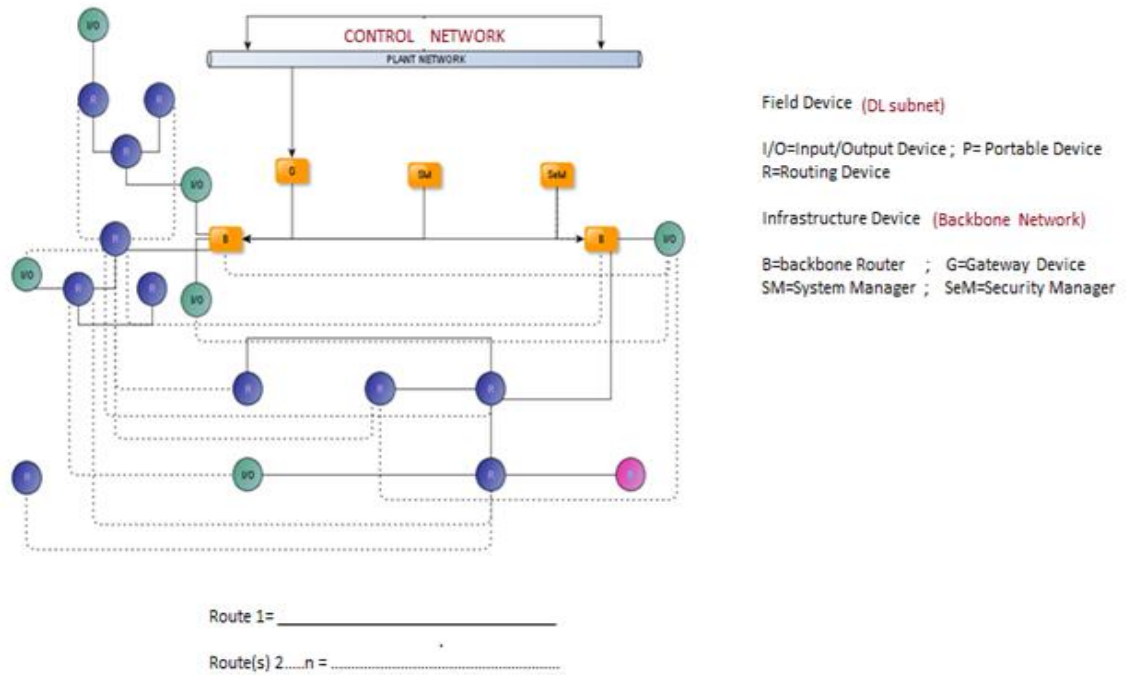 I/O
CONTROL NETWORK
PLANT NETWORK
R R
R
G SM SeM
I/O
R B B I/O
I/O
R R I/O
R R R
R I/O R
Field Device (DL subnet)
I/O=Input/Output Device ; P= Portable Device
R=Routing Device
Infrastructure Device (Backbone Network)
B=backbone Router ; G=Gateway Device
SM=System Manager ; SeM=Security Manager
Route 1=
Route(s) 2.....n =